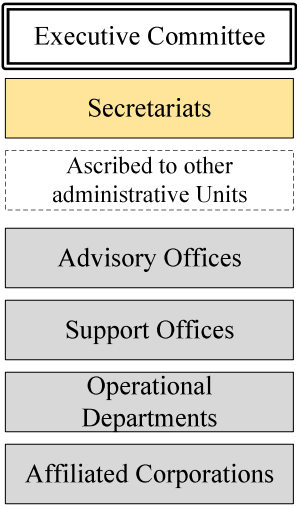 Executive Committee
Secretariats
Ascribed to other
administrative Units
Advisory Offices
Support Offices
Operational
Departments
Affiliated Corporations